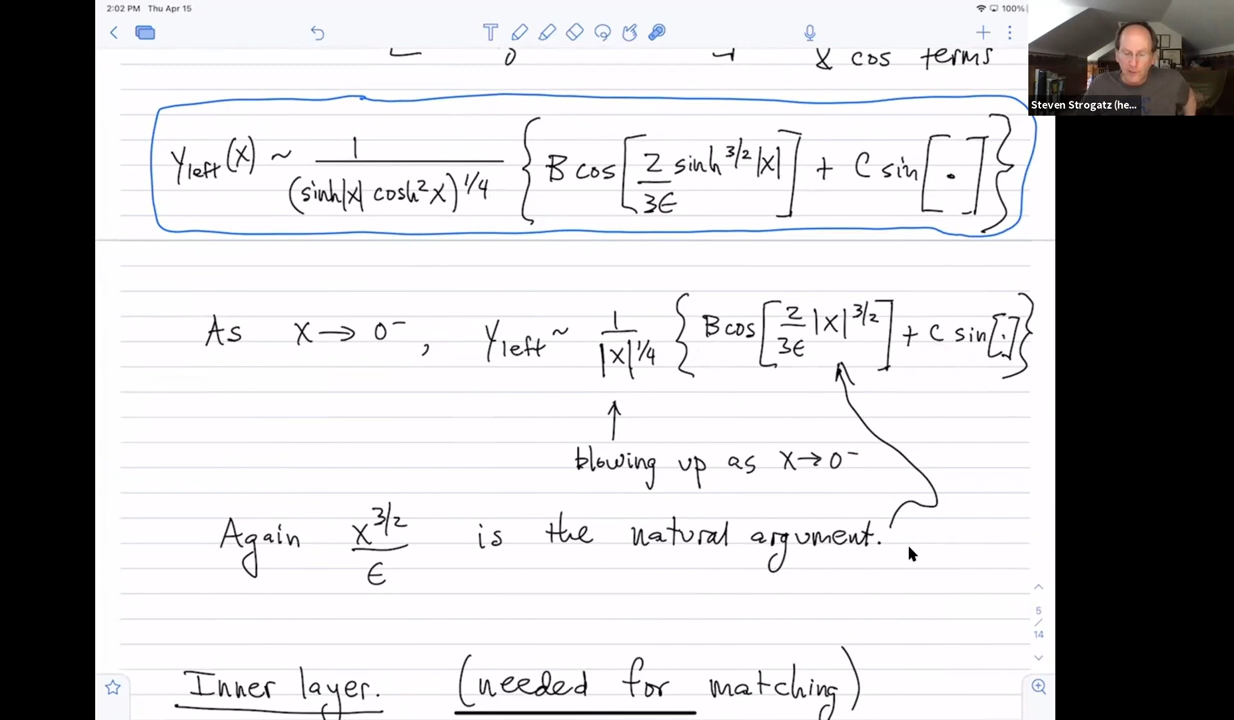 2:02 PM Thu Apr 15
100%
& cos terms
y_left(x) ~ 1/(sinh|x| cosh²x)^1/4 { B cos[2/3ε sinh^3/2|x|] + C sin[·] }
As x → 0⁻, y_left ~ 1/|x|^1/4 { B cos[2/3ε |x|^3/2] + C sin[·] }
blowing up as x→0⁻
Again x^3/2/ε is the natural argument.
Inner layer. (needed for matching)
5
/
14
Steven Strogatz (he...